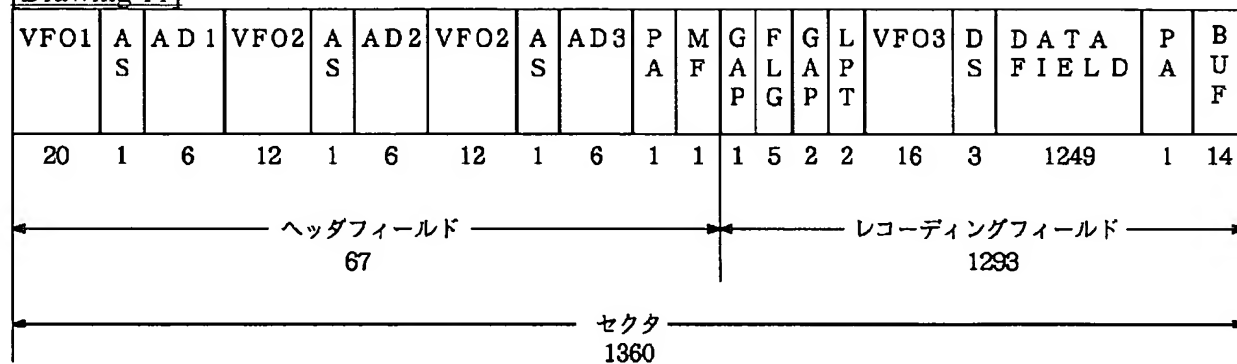 [Drawing 11]
VFO1 AS AD1 VFO2 AS AD2 VFO2 AS AD3 PA MF GAP FLG GAP LPT VFO3 DS DATA FIELD PA BUF
20 1 6 12 1 6 12 1 6 1 1 1 5 2 2 16 3 1249 1 14
ヘッダフィールド レコーディングフィールド
67 1293
セクタ
1360